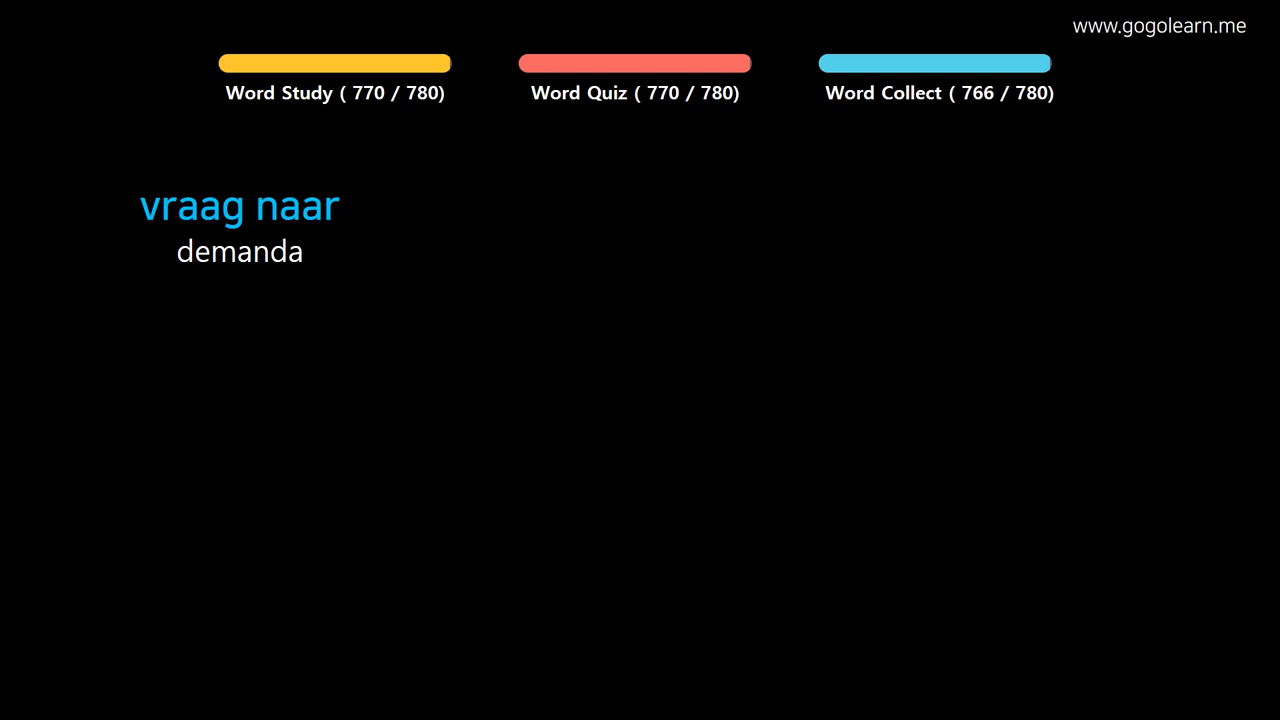 www.gogolearn.me
Word Study ( 770 / 780)
Word Quiz ( 770 / 780)
Word Collect ( 766 / 780)
vraag naar
demanda